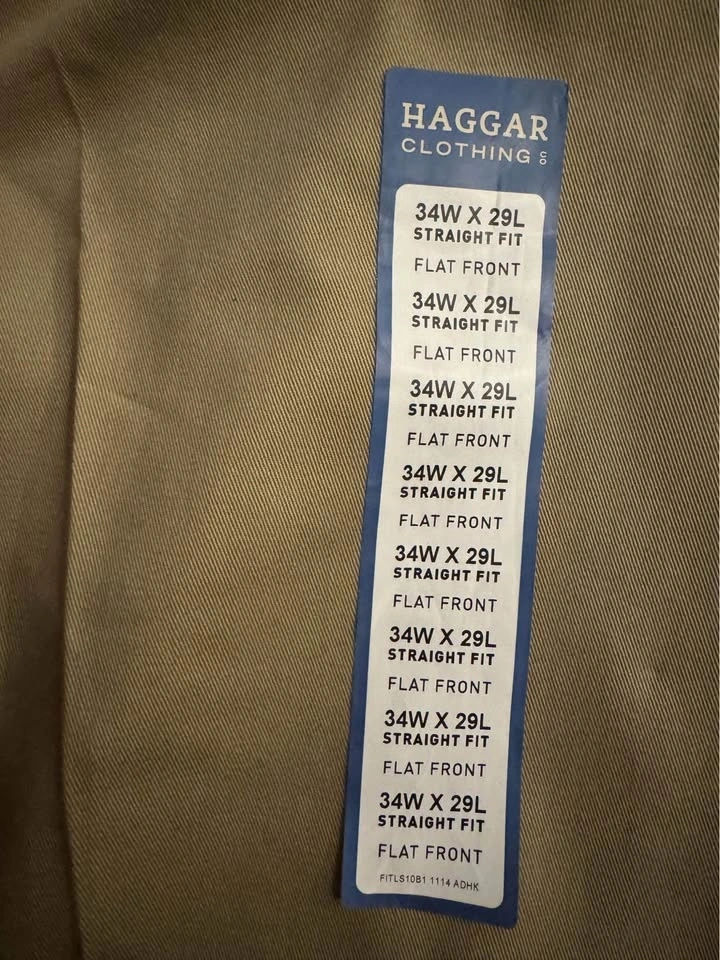 HAGGAR
CLOTHING CO
34W X 29L
STRAIGHT FIT
FLAT FRONT
34W X 29L
STRAIGHT FIT
FLAT FRONT
34W X 29L
STRAIGHT FIT
FLAT FRONT
34W X 29L
STRAIGHT FIT
FLAT FRONT
34W X 29L
STRAIGHT FIT
FLAT FRONT
34W X 29L
STRAIGHT FIT
FLAT FRONT
34W X 29L
STRAIGHT FIT
FLAT FRONT
34W X 29L
STRAIGHT FIT
FLAT FRONT
FITLS10B1 1114 ADHK